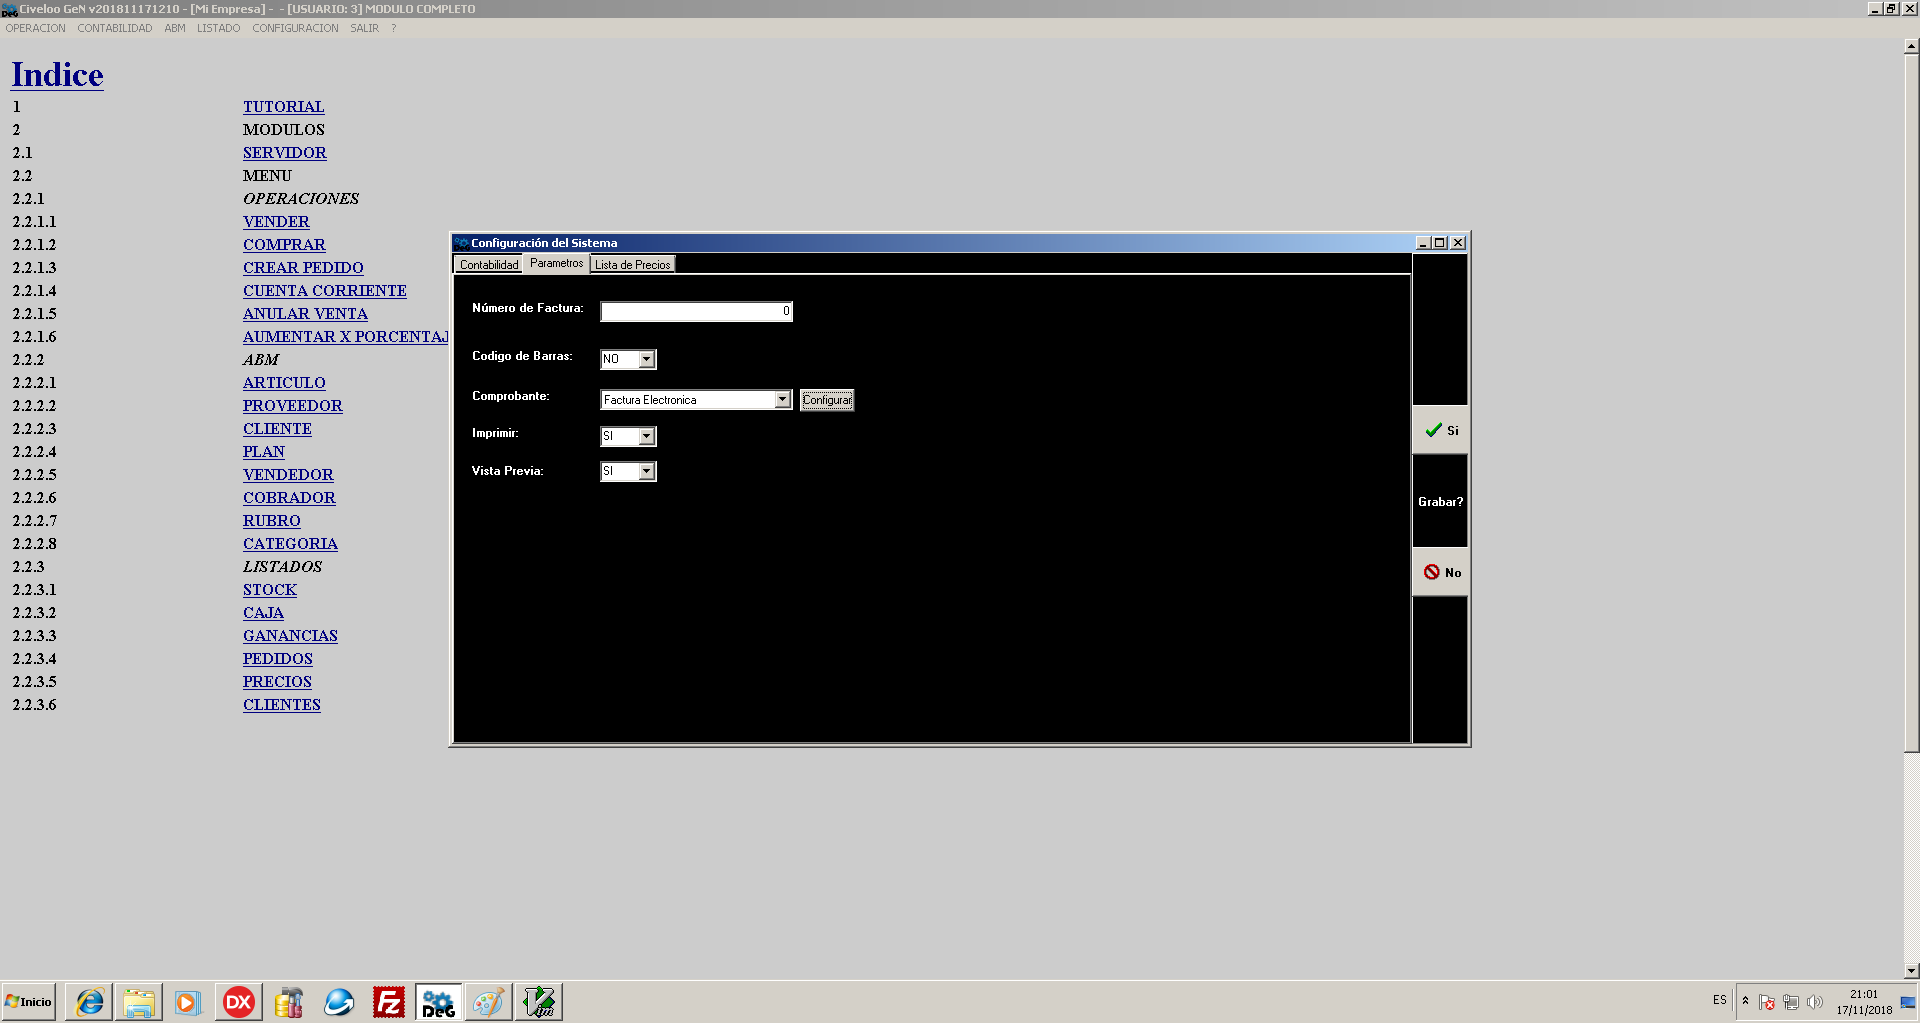 Civeloo GeN v201811171210 - [Mi Empresa] - - [USUARIO: 3] MODULO COMPLETO
OPERACION CONTABILIDAD ABM LISTADO CONFIGURACION SALIR ?
Indice
1 TUTORIAL
2 MODULOS
2.1 SERVIDOR
2.2 MENU
2.2.1 OPERACIONES
2.2.1.1 VENDER
2.2.1.2 COMPRAR
2.2.1.3 CREAR PEDIDO
2.2.1.4 CUENTA CORRIENTE
2.2.1.5 ANULAR VENTA
2.2.1.6 AUMENTAR X PORCENTAJ
2.2.2 ABM
2.2.2.1 ARTICULO
2.2.2.2 PROVEEDOR
2.2.2.3 CLIENTE
2.2.2.4 PLAN
2.2.2.5 VENDEDOR
2.2.2.6 COBRADOR
2.2.2.7 RUBRO
2.2.2.8 CATEGORIA
2.2.3 LISTADOS
2.2.3.1 STOCK
2.2.3.2 CAJA
2.2.3.3 GANANCIAS
2.2.3.4 PEDIDOS
2.2.3.5 PRECIOS
2.2.3.6 CLIENTES
Configuración del Sistema
Contabilidad Parametros Lista de Precios
Número de Factura: 0
Codigo de Barras: NO
Comprobante: Factura Electronica Configurar
Imprimir: SI
Vista Previa: SI
Si
Grabar?
No
Inicio
DX
FZ
DeG
Vim
ES
21:01
17/11/2018